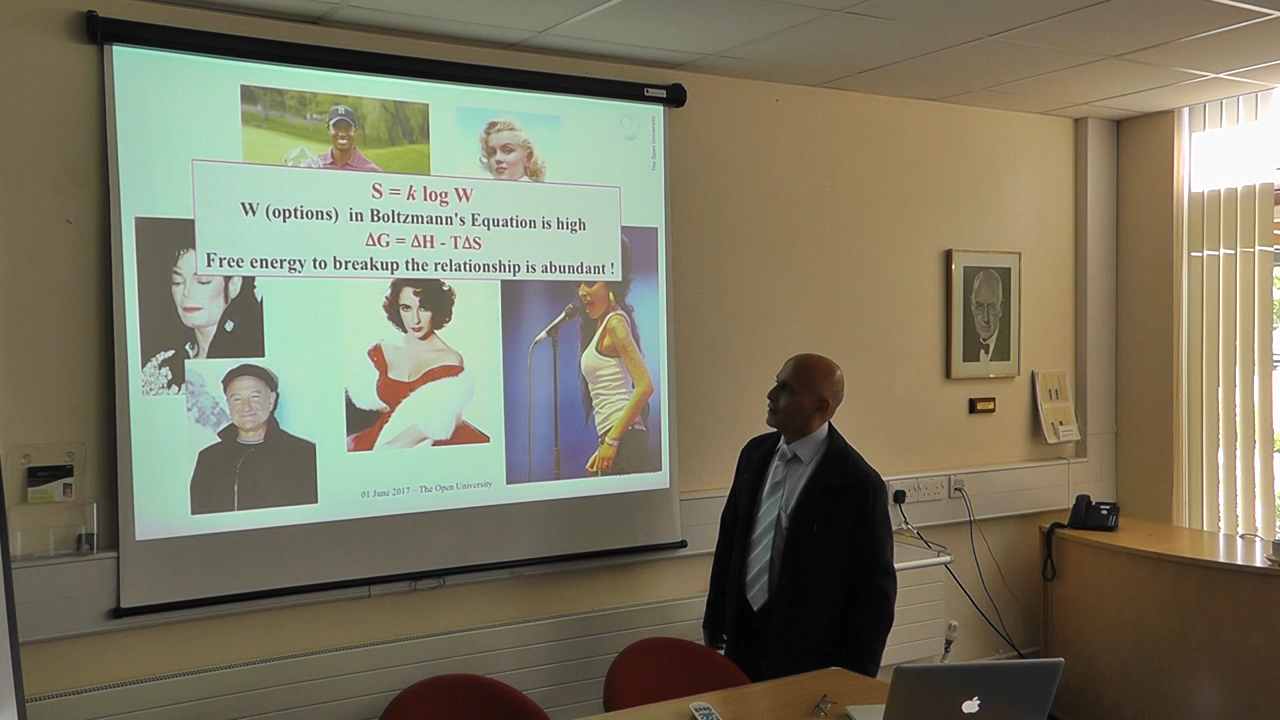 The Open University
S = k log W
W (options) in Boltzmann's Equation is high
ΔG = ΔH - TΔS
Free energy to breakup the relationship is abundant !
01 June 2017 – The Open University